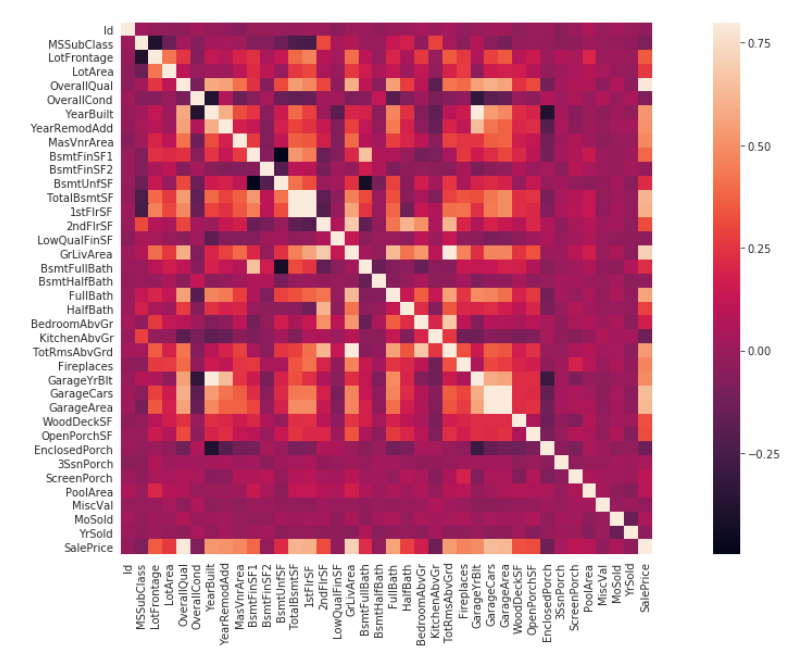 Id
MSSubClass
LotFrontage
LotArea
OverallQual
OverallCond
YearBuilt
YearRemodAdd
MasVnrArea
BsmtFinSF1
BsmtFinSF2
BsmtUnfSF
TotalBsmtSF
1stFlrSF
2ndFlrSF
LowQualFinSF
GrLivArea
BsmtFullBath
BsmtHalfBath
FullBath
HalfBath
BedroomAbvGr
KitchenAbvGr
TotRmsAbvGrd
Fireplaces
GarageYrBlt
GarageCars
GarageArea
WoodDeckSF
OpenPorchSF
EnclosedPorch
3SsnPorch
ScreenPorch
PoolArea
MiscVal
MoSold
YrSold
SalePrice
Id
MSSubClass
LotFrontage
LotArea
OverallQual
OverallCond
YearBuilt
YearRemodAdd
MasVnrArea
BsmtFinSF1
BsmtFinSF2
BsmtUnfSF
TotalBsmtSF
1stFlrSF
2ndFlrSF
LowQualFinSF
GrLivArea
BsmtFullBath
BsmtHalfBath
FullBath
HalfBath
BedroomAbvGr
KitchenAbvGr
TotRmsAbvGrd
Fireplaces
GarageYrBlt
GarageCars
GarageArea
WoodDeckSF
OpenPorchSF
EnclosedPorch
3SsnPorch
ScreenPorch
PoolArea
MiscVal
MoSold
YrSold
SalePrice
0.75
0.50
0.25
0.00
−0.25